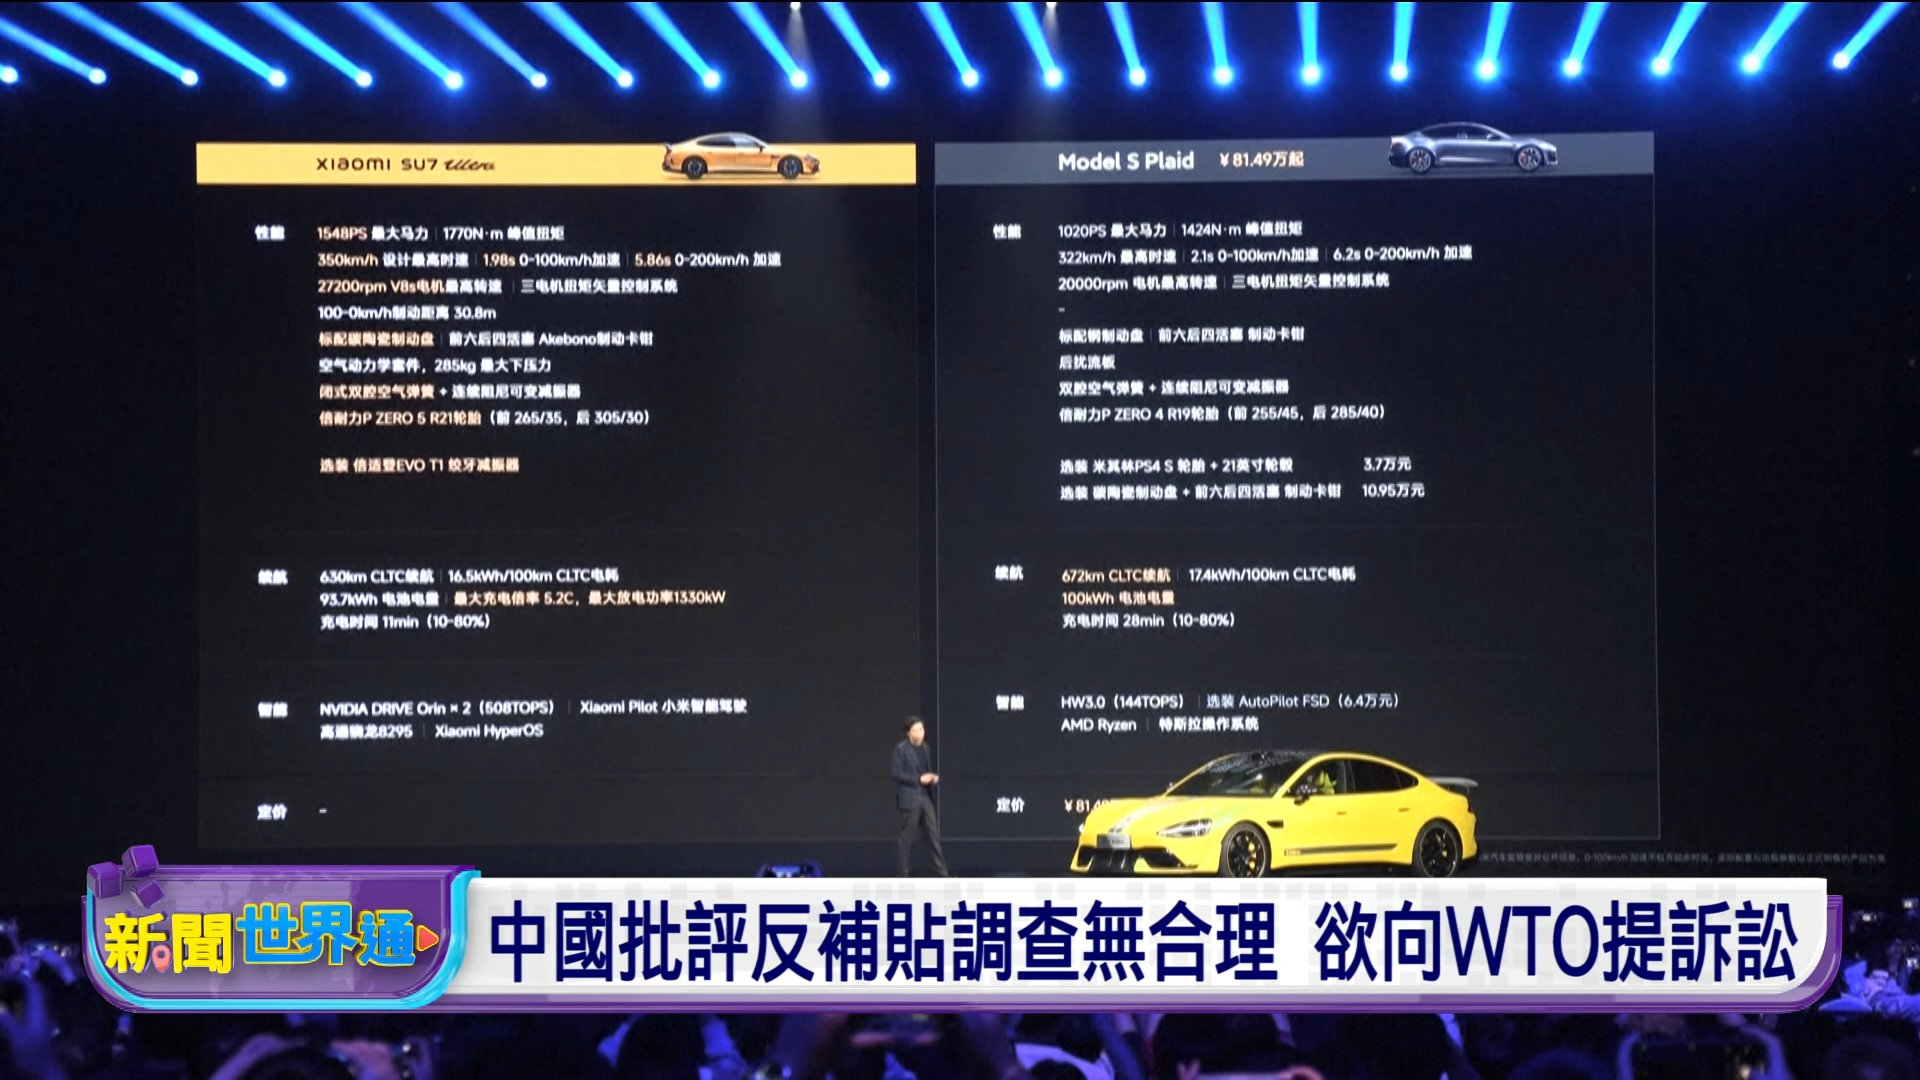 XIAOMI SU7 Ultra
性能
1548PS 最大马力 | 1770N·m 峰值扭矩
350km/h 设计最高时速 | 1.98s 0-100km/h加速 | 5.86s 0-200km/h 加速
27200rpm V8s电机最高转速 | 三电机扭矩矢量控制系统
100-0km/h制动距离 30.8m
标配碳陶瓷制动盘 | 前六后四活塞 Akebono制动卡钳
空气动力学套件，285kg 最大下压力
闭式双腔空气弹簧 + 连续阻尼可变减振器
倍耐力P ZERO 5 R21轮胎（前 265/35，后 305/30）
选装 倍适登EVO T1 绞牙减振器
续航
630km CLTC续航 | 16.5kWh/100km CLTC电耗
93.7kWh 电池电量 | 最大充电倍率 5.2C，最大放电功率1330kW
充电时间 11min（10-80%）
智能
NVIDIA DRIVE Orin × 2（508TOPS） | Xiaomi Pilot 小米智能驾驶
高通骁龙8295 | Xiaomi HyperOS
定价
-
Model S Plaid ¥81.49万起
性能
1020PS 最大马力 | 1424N·m 峰值扭矩
322km/h 最高时速 | 2.1s 0-100km/h加速 | 6.2s 0-200km/h 加速
20000rpm 电机最高转速 | 三电机扭矩矢量控制系统
-
标配钢制动盘 | 前六后四活塞 制动卡钳
后扰流板
双腔空气弹簧 + 连续阻尼可变减振器
倍耐力P ZERO 4 R19轮胎（前 255/45，后 285/40）
选装 米其林PS4 S 轮胎 + 21英寸轮毂 3.7万元
选装 碳陶瓷制动盘 + 前六后四活塞 制动卡钳 10.95万元
续航
672km CLTC续航 | 17.4kWh/100km CLTC电耗
100kWh 电池电量
充电时间 28min（10-80%）
智能
HW3.0（144TOPS） | 选装 AutoPilot FSD（6.4万元）
AMD Ryzen | 特斯拉操作系统
定价
¥81.49
新聞世界通
中國批評反補貼調查無合理 欲向WTO提訴訟